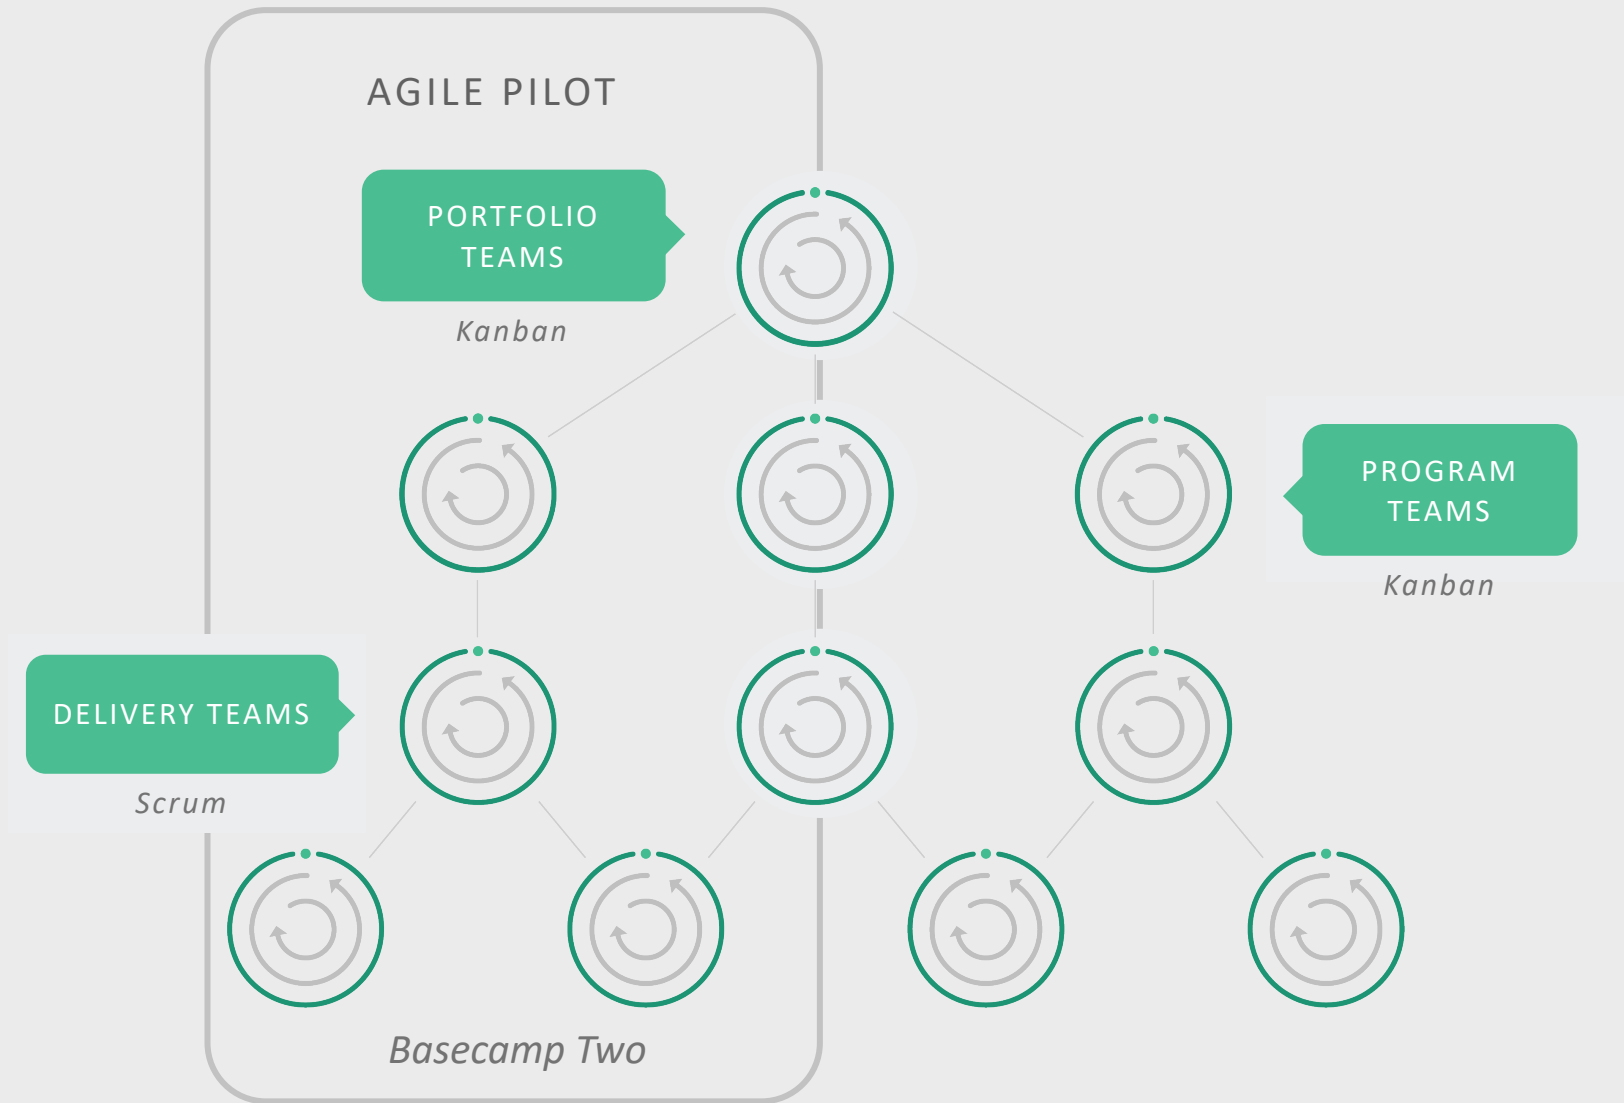 AGILE PILOT
PORTFOLIO
TEAMS
Kanban
PROGRAM
TEAMS
Kanban
DELIVERY TEAMS
Scrum
Basecamp Two